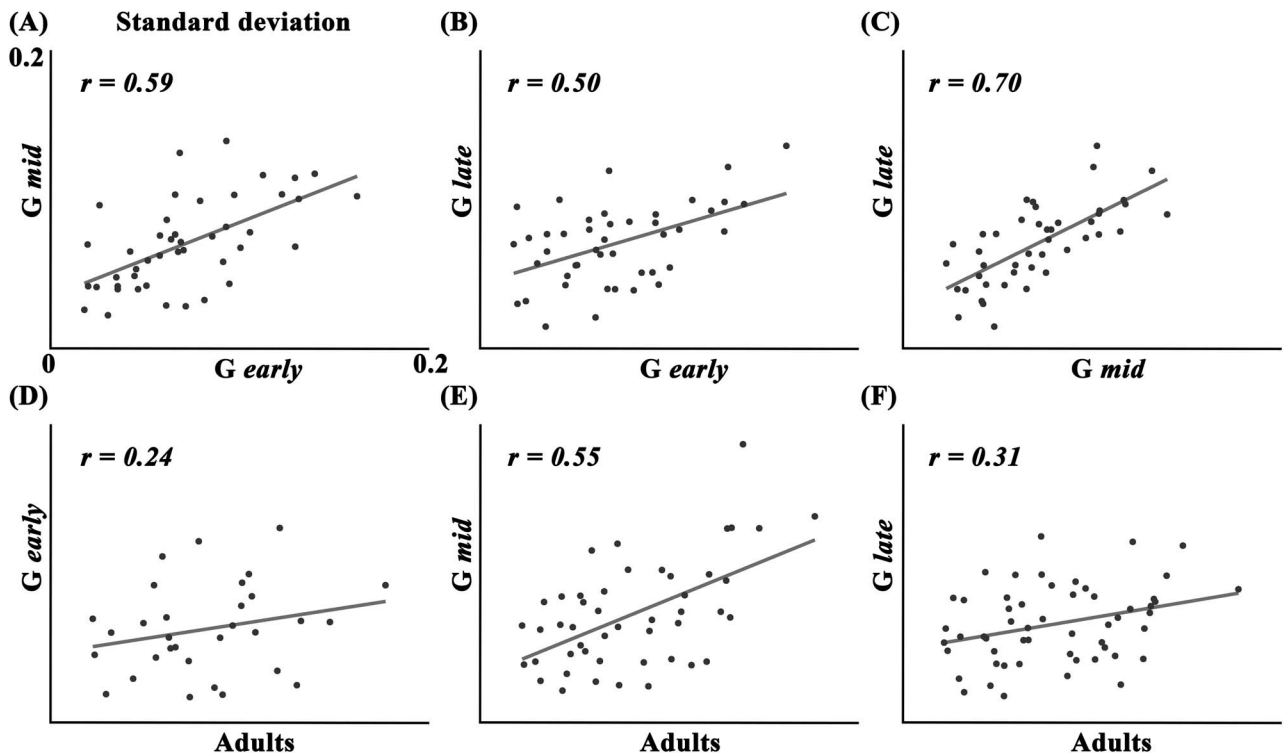 (A) Standard deviation
(B)
(C)
0.2
r = 0.59
r = 0.50
r = 0.70
G mid
G late
G late
0
G early
0.2
G early
G mid
(D)
(E)
(F)
r = 0.24
r = 0.55
r = 0.31
G early
G mid
G late
Adults
Adults
Adults